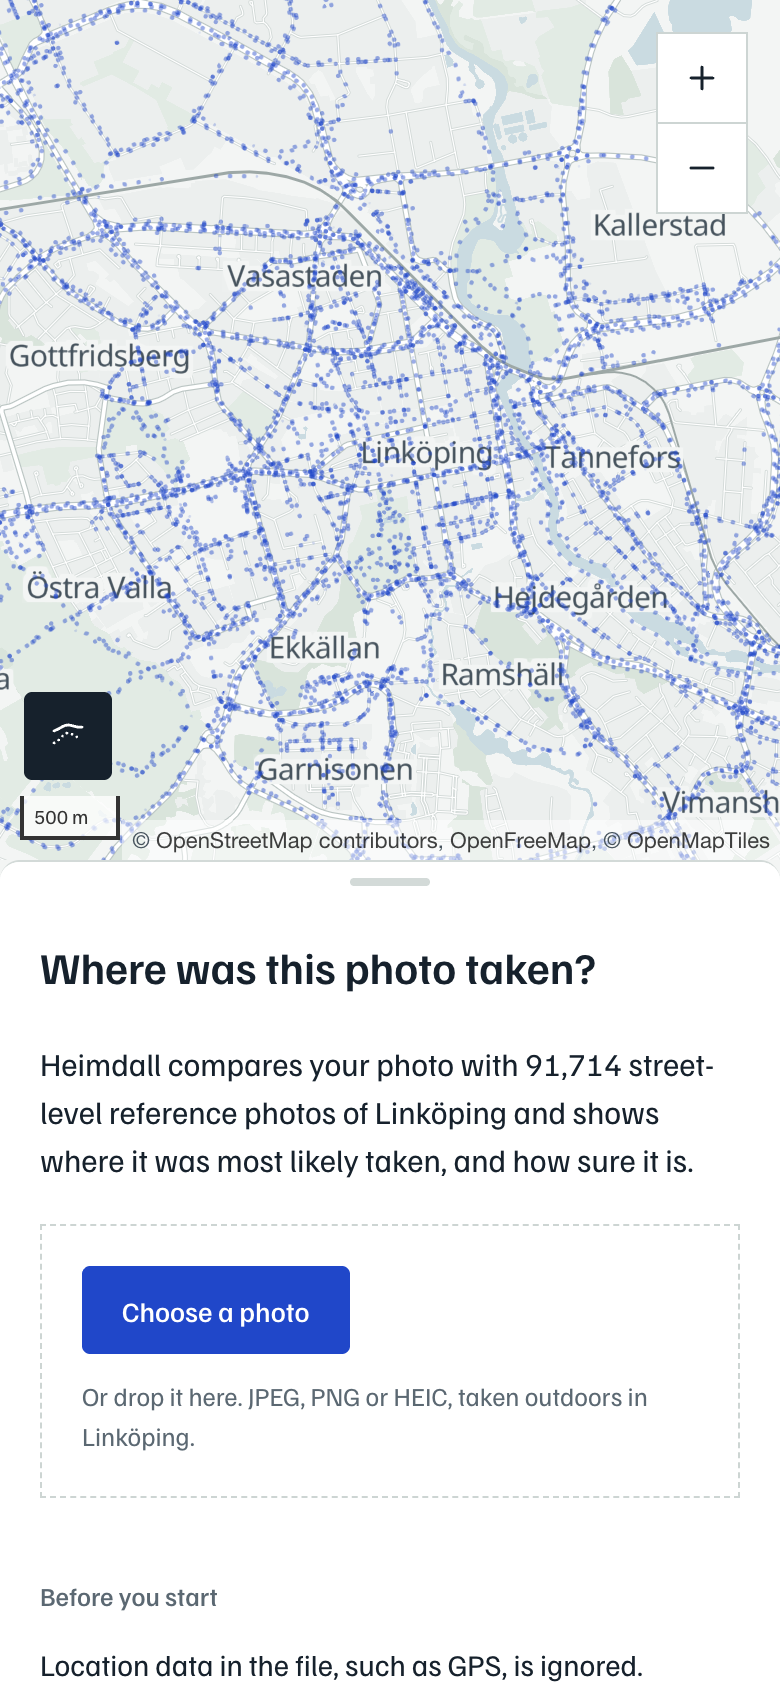 Kallerstad
Vasastaden
Gottfridsberg
Linköping
Tannefors
Östra Valla
Hejdegården
Ekkällan
Ramshäll
a
Garnisonen
Vimansh
500 m
© OpenStreetMap contributors, OpenFreeMap, © OpenMapTiles
Where was this photo taken?
Heimdall compares your photo with 91,714 street-
level reference photos of Linköping and shows
where it was most likely taken, and how sure it is.
Choose a photo
Or drop it here. JPEG, PNG or HEIC, taken outdoors in
Linköping.
Before you start
Location data in the file, such as GPS, is ignored.